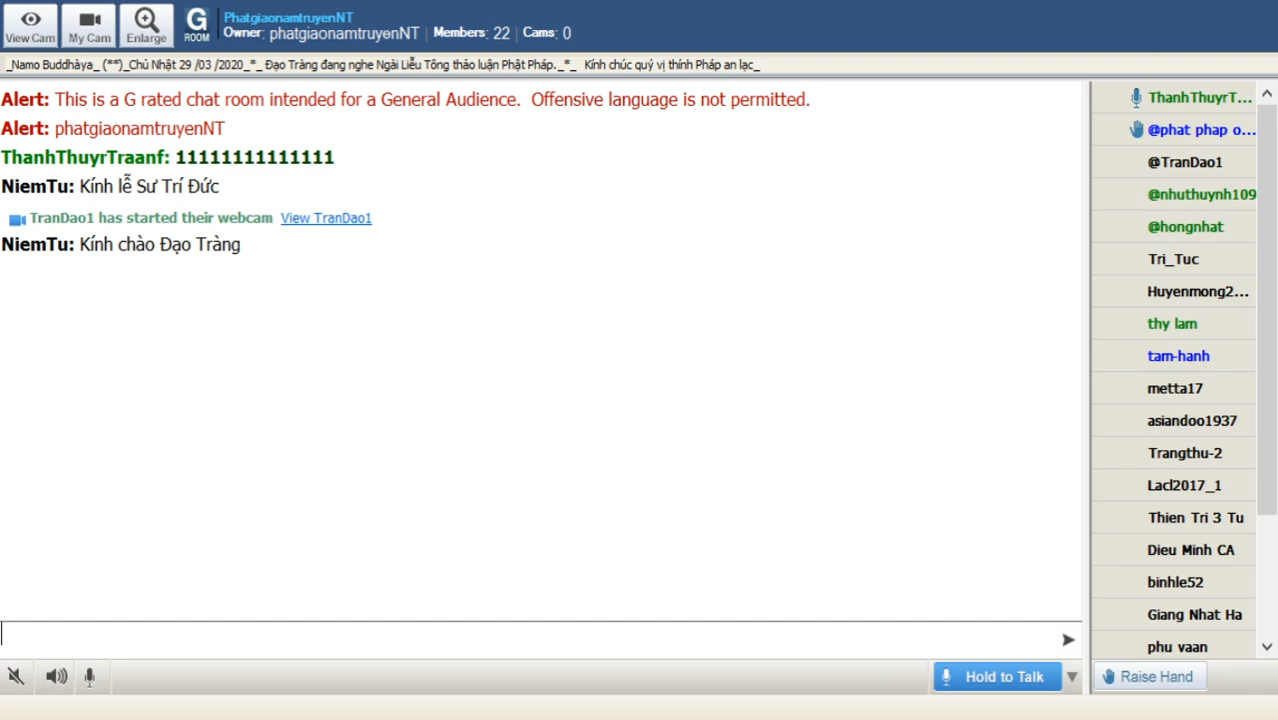 View Cam
My Cam
Enlarge
G
ROOM
PhatgiaonamtruyenNT
Owner: phatgiaonamtruyenNT | Members: 22 | Cams: 0
_Namo Buddhàya_ (**)_Chủ Nhật 29 /03 /2020_*_ Đạo Tràng đang nghe Ngài Liễu Tông thảo luận Phật Pháp._*_ Kính chúc quý vị thính Pháp an lạc_
Alert: This is a G rated chat room intended for a General Audience. Offensive language is not permitted.
Alert: phatgiaonamtruyenNT
ThanhThuyrTraanf: 11111111111111
NiemTu: Kính lễ Sư Trí Đức
TranDao1 has started their webcam View TranDao1
NiemTu: Kính chào Đạo Tràng
ThanhThuyrT...
@phat phap o...
@TranDao1
@nhuthuynh109
@hongnhat
Tri_Tuc
Huyenmong2...
thy lam
tam-hanh
metta17
asiandoo1937
Trangthu-2
Lacl2017_1
Thien Tri 3 Tu
Dieu Minh CA
binhle52
Giang Nhat Ha
phu vaan
Hold to Talk
Raise Hand